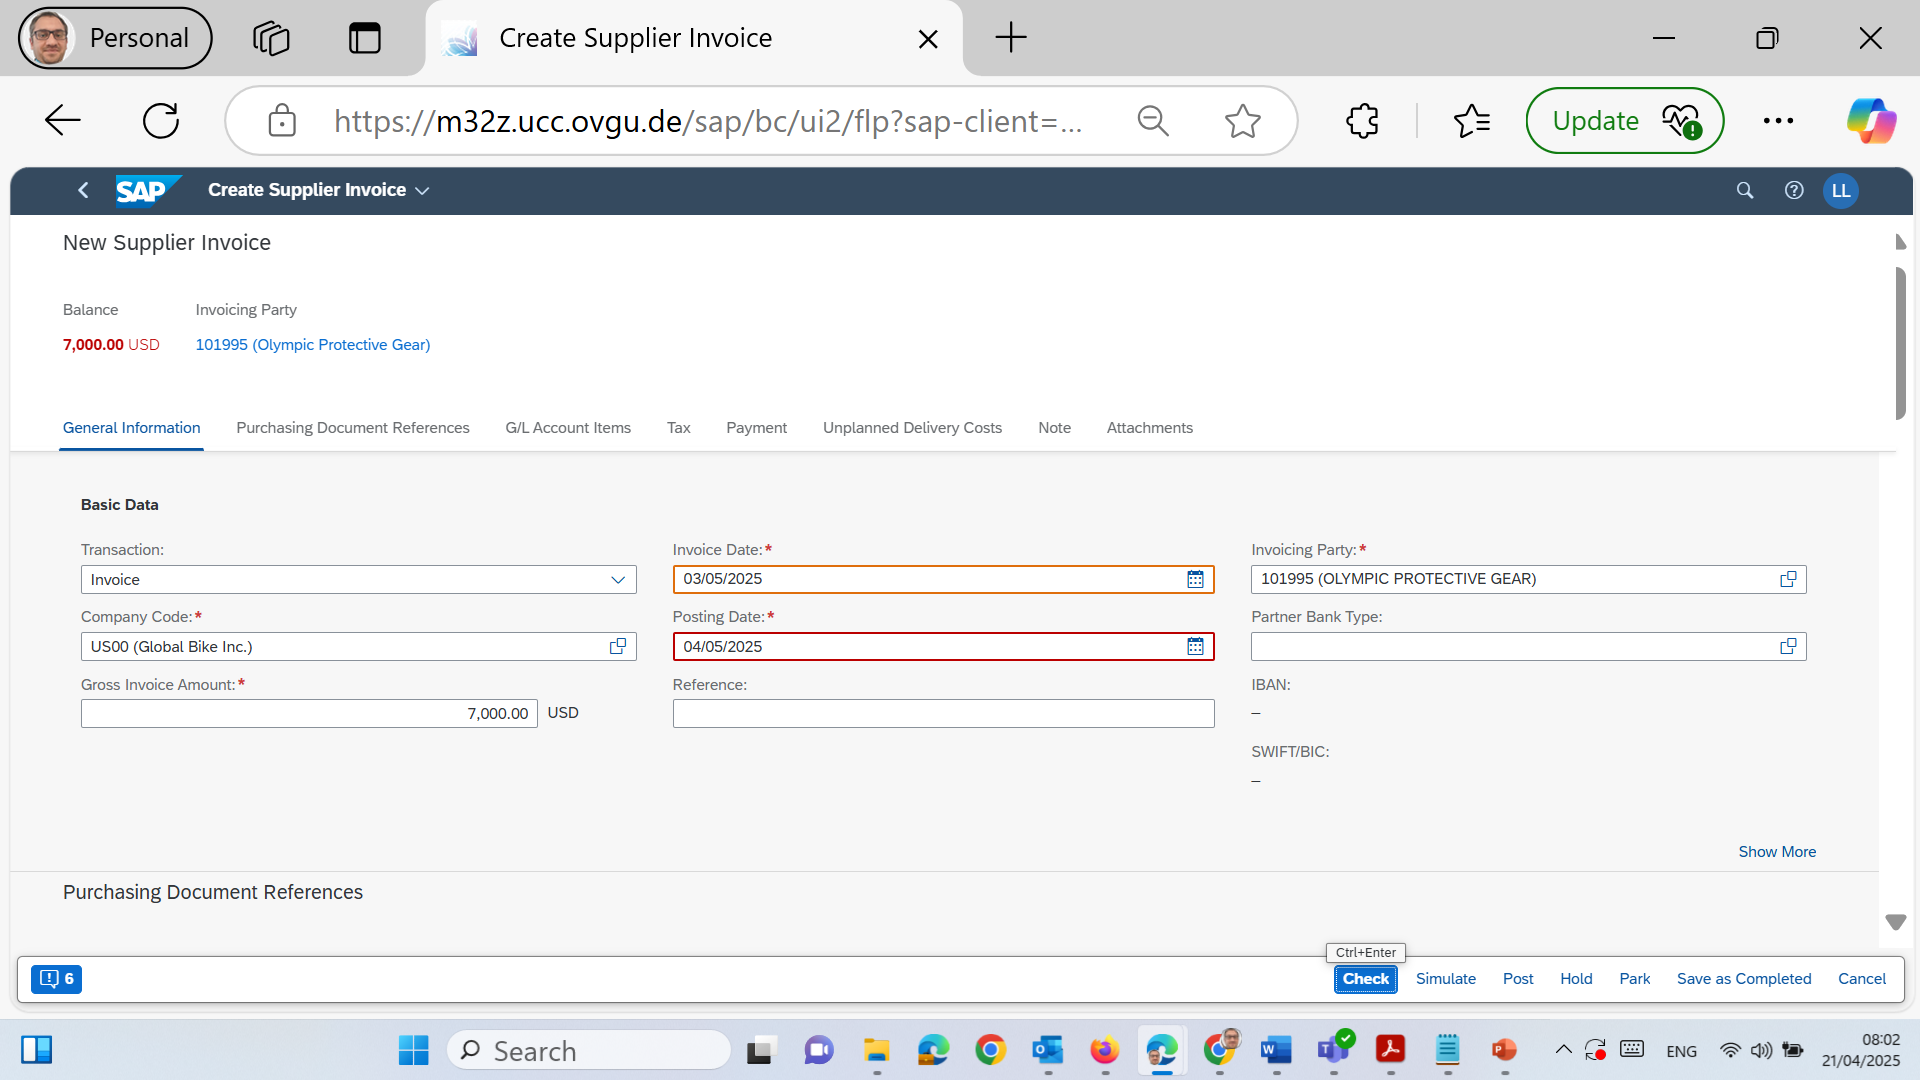 Personal
Create Supplier Invoice
https://m32z.ucc.ovgu.de/sap/bc/ui2/flp?sap-client=...
Update
SAP
Create Supplier Invoice
LL
New Supplier Invoice
Balance
Invoicing Party
7,000.00 USD
101995 (Olympic Protective Gear)
General Information
Purchasing Document References
G/L Account Items
Tax
Payment
Unplanned Delivery Costs
Note
Attachments
Basic Data
Transaction:
Invoice
Company Code:*
US00 (Global Bike Inc.)
Gross Invoice Amount:*
7,000.00 USD
Invoice Date:*
03/05/2025
Posting Date:*
04/05/2025
Reference:
Invoicing Party:*
101995 (OLYMPIC PROTECTIVE GEAR)
Partner Bank Type:
IBAN:
–
SWIFT/BIC:
–
Show More
Purchasing Document References
Ctrl+Enter
6
Check
Simulate
Post
Hold
Park
Save as Completed
Cancel
Search
ENG
08:02
21/04/2025